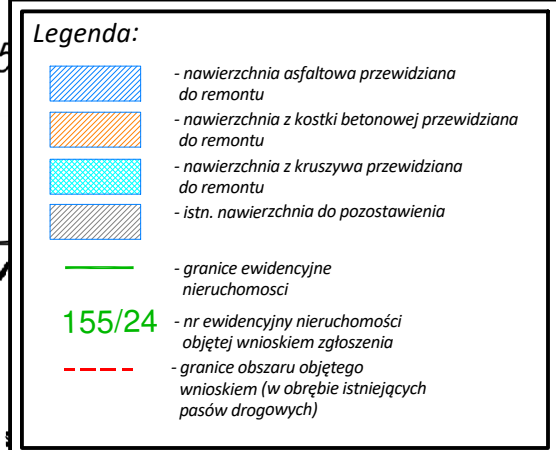 Legenda:
- nawierzchnia asfaltowa przewidziana
do remontu
- nawierzchnia z kostki betonowej przewidziana
do remontu
- nawierzchnia z kruszywa przewidziana
do remontu
- istn. nawierzchnia do pozostawienia
- granice ewidencyjne
nieruchomosci
155/24 - nr ewidencyjny nieruchomości
objętej wnioskiem zgłoszenia
- granice obszaru objętego
wnioskiem (w obrębie istniejących
pasów drogowych)